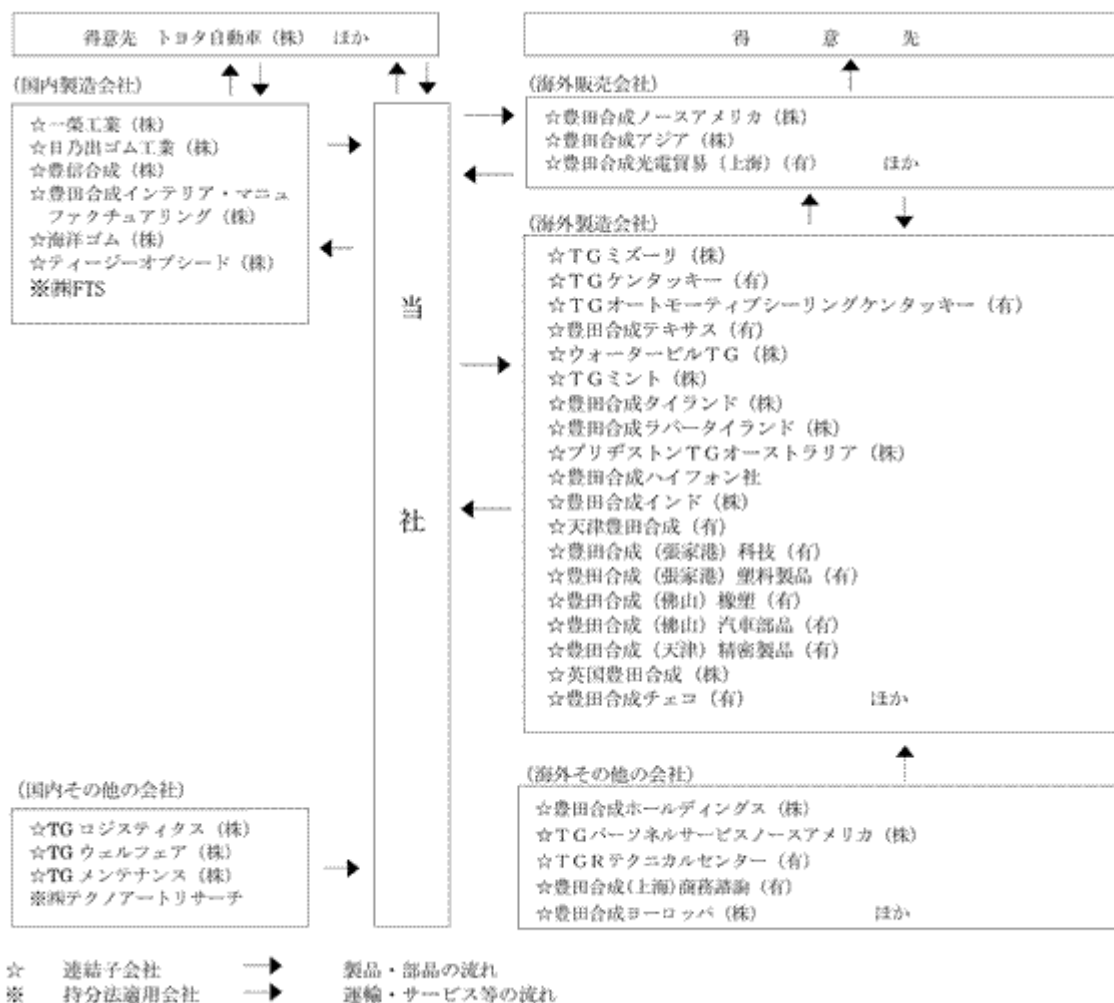 得意先 トヨタ自動車（株） ほか
得 意 先
(国内製造会社)
☆一榮工業（株）
☆日乃出ゴム工業（株）
☆豊信合成（株）
☆豊田合成インテリア・マニュ
ファクチュアリング（株）
☆海洋ゴム（株）
☆ティージーオプシード（株）
※㈱FTS
当
社
(海外販売会社)
☆豊田合成ノースアメリカ（株）
☆豊田合成アジア（株）
☆豊田合成光電貿易（上海）（有） ほか
(海外製造会社)
☆TGミズーリ（株）
☆TGケンタッキー（有）
☆TGオートモーティブシーリングケンタッキー（有）
☆豊田合成テキサス（有）
☆ウォータービルTG（株）
☆TGミント（株）
☆豊田合成タイランド（株）
☆豊田合成ラバータイランド（株）
☆ブリヂストンTGオーストラリア（株）
☆豊田合成ハイフォン社
☆豊田合成インド（株）
☆天津豊田合成（有）
☆豊田合成（張家港）科技（有）
☆豊田合成（張家港）塑料製品（有）
☆豊田合成（佛山）橡塑（有）
☆豊田合成（佛山）汽車部品（有）
☆豊田合成（天津）精密製品（有）
☆英国豊田合成（株）
☆豊田合成チェコ（有） ほか
(国内その他の会社)
☆TG ロジスティクス（株）
☆TG ウェルフェア（株）
☆TG メンテナンス（株）
※㈱テクノアートリサーチ
(海外その他の会社)
☆豊田合成ホールディングス（株）
☆TGパーソネルサービスノースアメリカ（株）
☆TGRテクニカルセンター（有）
☆豊田合成(上海)商務諮詢（有）
☆豊田合成ヨーロッパ（株） ほか
☆ 連結子会社 → 製品・部品の流れ
※ 持分法適用会社 → 運輸・サービス等の流れ